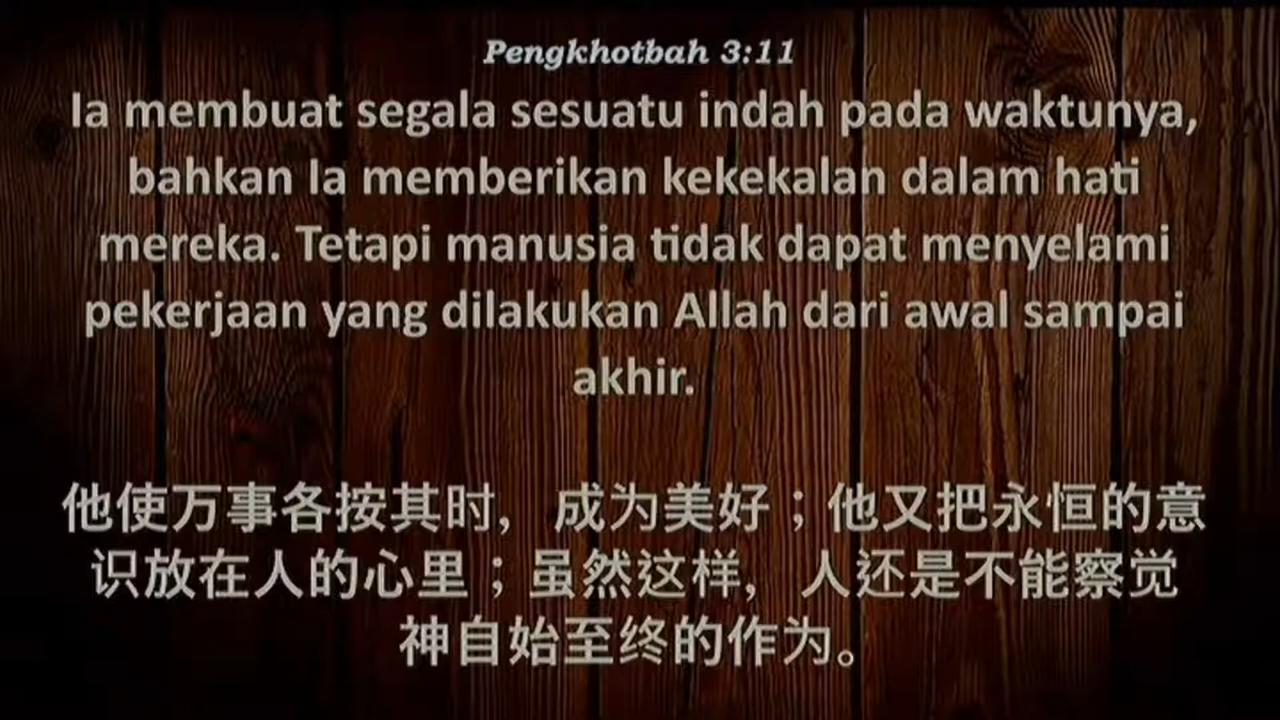 Pengkhotbah 3:11
Ia membuat segala sesuatu indah pada waktunya,
bahkan Ia memberikan kekekalan dalam hati
mereka. Tetapi manusia tidak dapat menyelami
pekerjaan yang dilakukan Allah dari awal sampai
akhir.
他使万事各按其时, 成为美好；他又把永恒的意
识放在人的心里；虽然这样, 人还是不能察觉
神自始至终的作为。